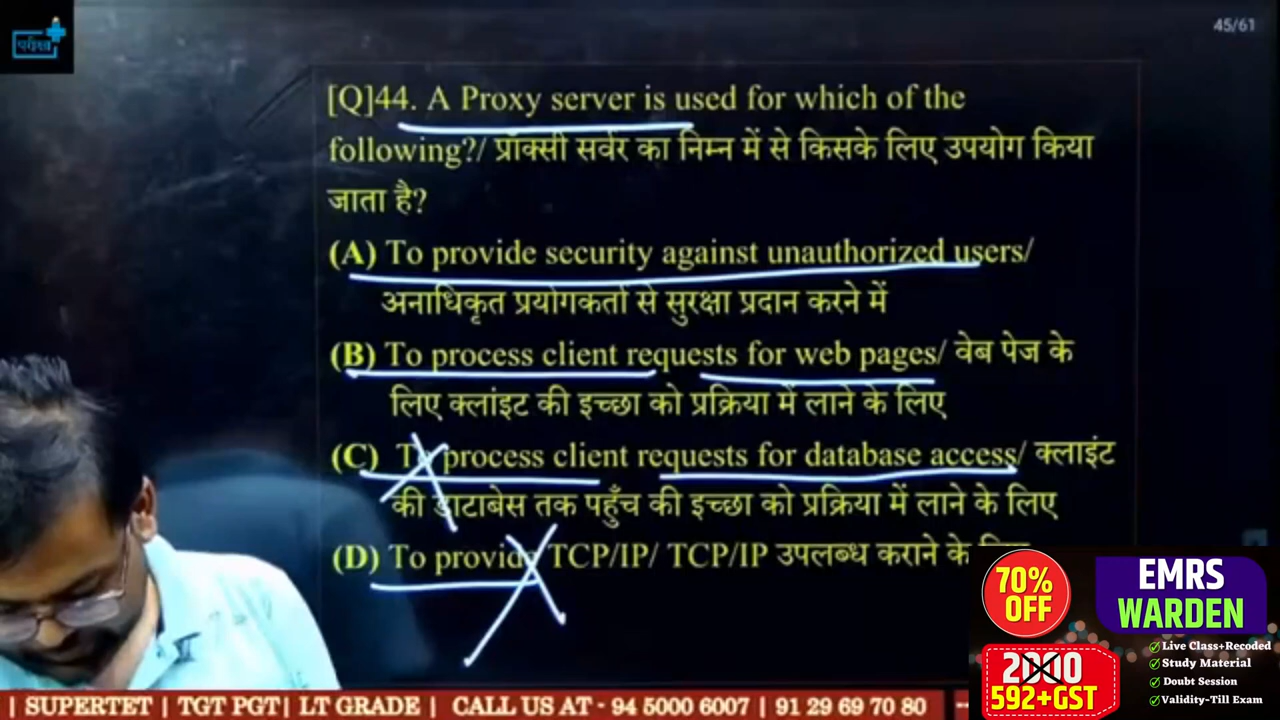 परीक्षा
45/61
[Q]44. A Proxy server is used for which of the
following?/ प्रॉक्सी सर्वर का निम्न में से किसके लिए उपयोग किया
जाता है?
(A) To provide security against unauthorized users/
अनाधिकृत प्रयोगकर्ता से सुरक्षा प्रदान करने में
(B) To process client requests for web pages/ वेब पेज के
लिए क्लांइट की इच्छा को प्रक्रिया में लाने के लिए
(C) To process client requests for database access/ क्लाइंट
की डाटाबेस तक पहुँच की इच्छा को प्रक्रिया में लाने के लिए
(D) To provide TCP/IP/ TCP/IP उपलब्ध कराने के
70%
OFF
EMRS
WARDEN
2000
592+GST
Live Class+Recoded
Study Material
Doubt Session
Validity-Till Exam
| SUPERTET | TGT PGT LT GRADE | CALL US AT - 94 5000 6007 | 91 29 69 70 80